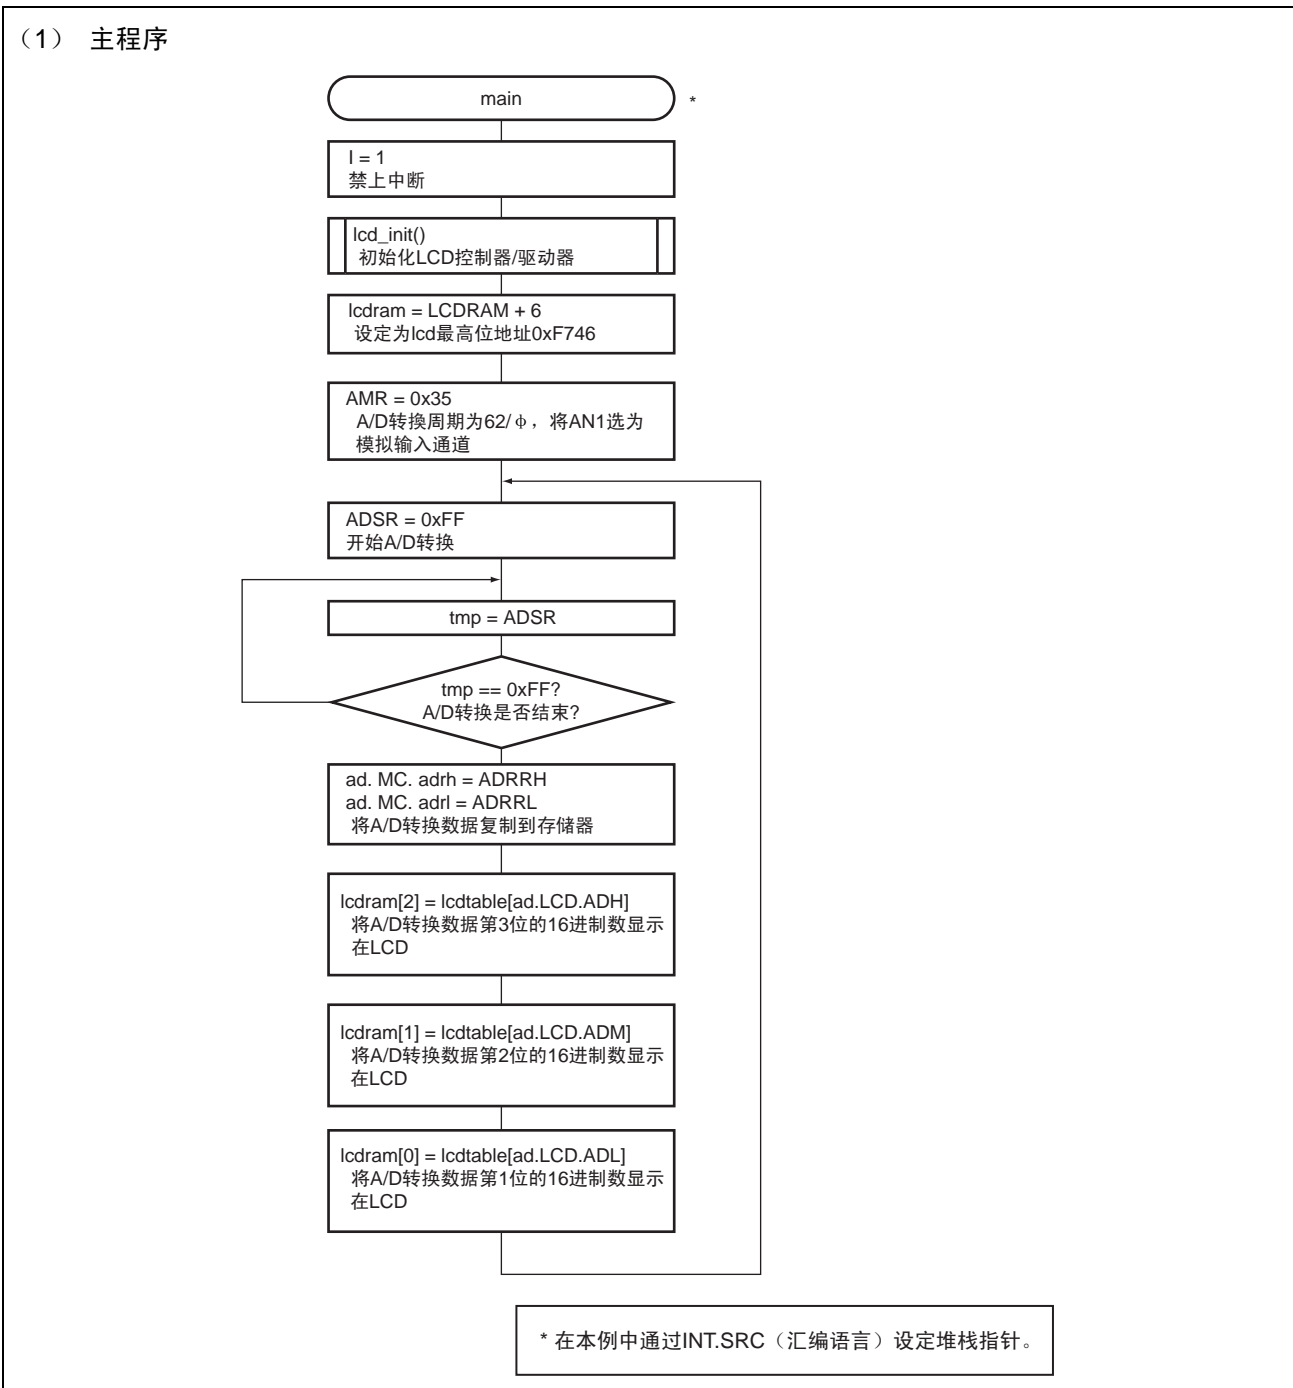 （1） 主程序
main
*
I = 1
禁上中断
lcd_init()
初始化LCD控制器/驱动器
lcdram = LCDRAM + 6
设定为lcd最高位地址0xF746
AMR = 0x35
A/D转换周期为62/φ，将AN1选为
模拟输入通道
ADSR = 0xFF
开始A/D转换
tmp = ADSR
tmp == 0xFF?
A/D转换是否结束?
ad. MC. adrh = ADRRH
ad. MC. adrl = ADRRL
将A/D转换数据复制到存储器
lcdram[2] = lcdtable[ad.LCD.ADH]
将A/D转换数据第3位的16进制数显示
在LCD
lcdram[1] = lcdtable[ad.LCD.ADM]
将A/D转换数据第2位的16进制数显示
在LCD
lcdram[0] = lcdtable[ad.LCD.ADL]
将A/D转换数据第1位的16进制数显示
在LCD
* 在本例中通过INT.SRC（汇编语言）设定堆栈指针。